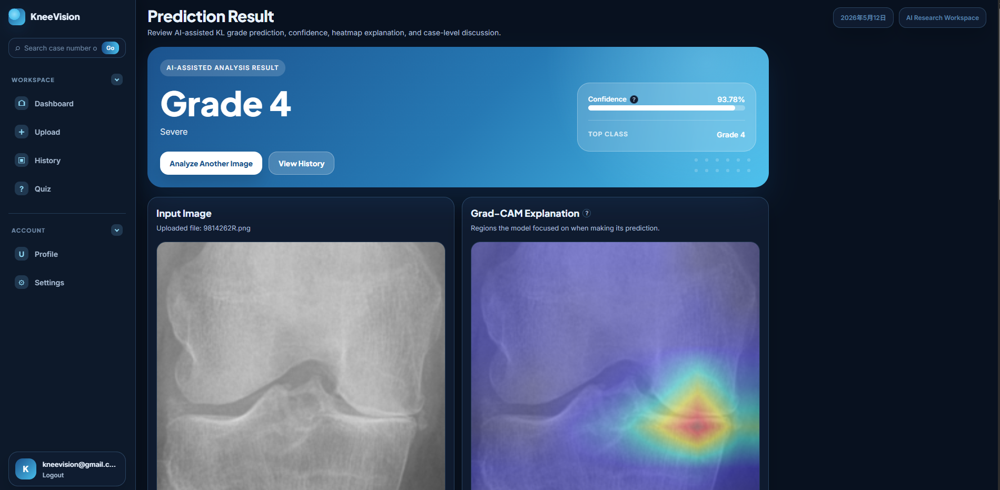 KneeVision
Search case number o
Go
WORKSPACE
Dashboard
Upload
History
Quiz
ACCOUNT
U
Profile
Settings
K
kneevision@gmail.c...
Logout
Prediction Result
Review AI-assisted KL grade prediction, confidence, heatmap explanation, and case-level discussion.
2026年5月12日
AI Research Workspace
AI-ASSISTED ANALYSIS RESULT
Grade 4
Severe
Analyze Another Image
View History
Confidence ?
93.78%
TOP CLASS
Grade 4
Input Image
Uploaded file: 9814262R.png
Grad-CAM Explanation ?
Regions the model focused on when making its prediction.